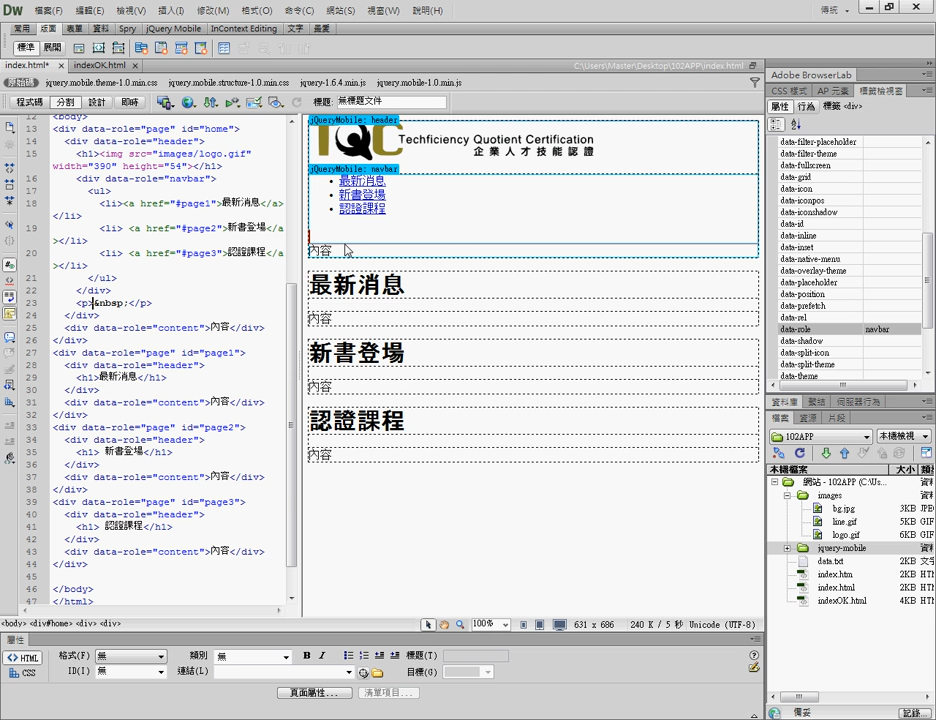 Dw 檔案(F) 編輯(E) 檢視(V) 插入(I) 修改(M) 格式(O) 命令(C) 網站(S) 視窗(W) 說明(H) 傳統
常用 版面 表單 資料 Spry jQuery Mobile InContext Editing 文字 最愛
標準 展開
index.html* indexOK.html C:\Users\Master\Desktop\102APP\index.html
原始碼 jquery.mobile.theme-1.0.min.css jquery.mobile.structure-1.0.min.css jquery-1.6.4.min.js jquery.mobile-1.0.min.js
程式碼 分割 設計 即時 標題: 無標題文件
12 <body>
13 <div data-role="page" id="home">
14 <div data-role="header">
15 <h1><img src="images/logo.gif"
width="390" height="54"></h1>
16 <div data-role="navbar">
17 <ul>
18 <li><a href="#page1">最新消息</a>
</li>
19 <li> <a href="#page2">新書登場</a
></li>
20 <li> <a href="#page3">認證課程</a
></li>
21 </ul>
22 </div>
23 <p>&nbsp;</p>
24 </div>
25 <div data-role="content">內容</div>
26 </div>
27 <div data-role="page" id="page1">
28 <div data-role="header">
29 <h1>最新消息</h1>
30 </div>
31 <div data-role="content">內容</div>
32 </div>
33 <div data-role="page" id="page2">
34 <div data-role="header">
35 <h1> 新書登場</h1>
36 </div>
37 <div data-role="content">內容</div>
38 </div>
39 <div data-role="page" id="page3">
40 <div data-role="header">
41 <h1> 認證課程</h1>
42 </div>
43 <div data-role="content">內容</div>
44 </div>
45
46 </body>
47 </html>
jQueryMobile: header
TQC Techficiency Quotient Certification
企業人才技能認證
jQueryMobile: navbar
最新消息
新書登場
認證課程
內容
最新消息
內容
新書登場
內容
認證課程
內容
<body> <div#home> <div> <div> 100% 631 x 686 240 K / 5 秒 Unicode (UTF-8)
屬性
<> HTML 格式(F) 無 類別 無 B I 標題(T)
CSS ID(I) 無 連結(L) 目標(G)
頁面屬性... 清單項目...
Adobe BrowserLab
CSS 樣式 AP 元素 標籤檢視器
屬性 行為 標籤 <div>
data-filter-placeholder
data-filter-theme
data-fullscreen
data-grid
data-icon
data-iconpos
data-iconshadow
data-id
data-inline
data-inset
data-native-menu
data-overlay-theme
data-placeholder
data-position
data-prefetch
data-rel
data-role navbar
data-shadow
data-split-icon
data-split-theme
data-theme
資料庫 繫結 伺服器行為
檔案 資源 片段
102APP 本機檢視
本機檔案 大小
網站 - 102APP (C:\Us...
images
bg.jpg 3KB JPE
line.gif 5KB GIF
logo.gif 6KB GIF
jquery-mobile
data.txt 2KB
index.htm 2KB HTM
index.html 2KB HTM
indexOK.html 4KB HTM
備妥 記錄...